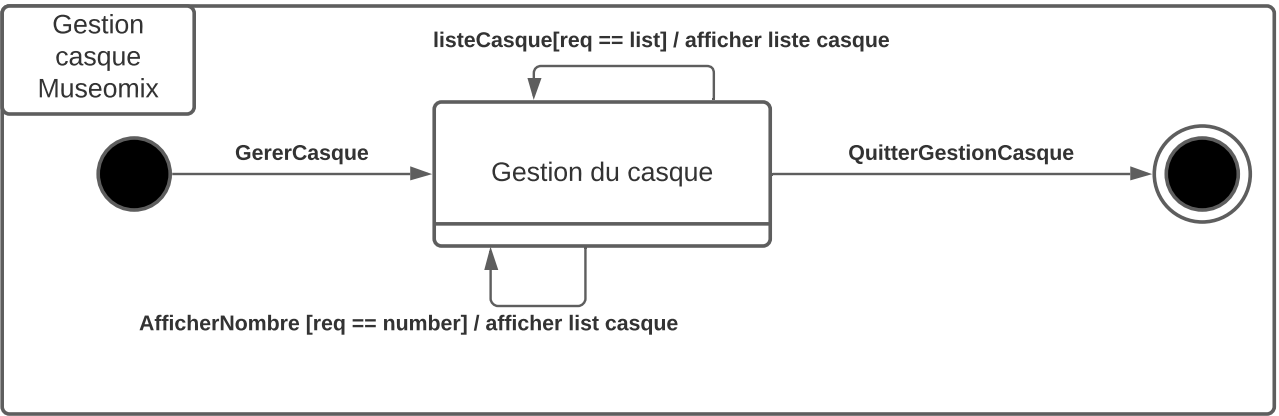 Gestion
casque
Museomix
listeCasque[req == list] / afficher liste casque
GererCasque
Gestion du casque
QuitterGestionCasque
AfficherNombre [req == number] / afficher list casque